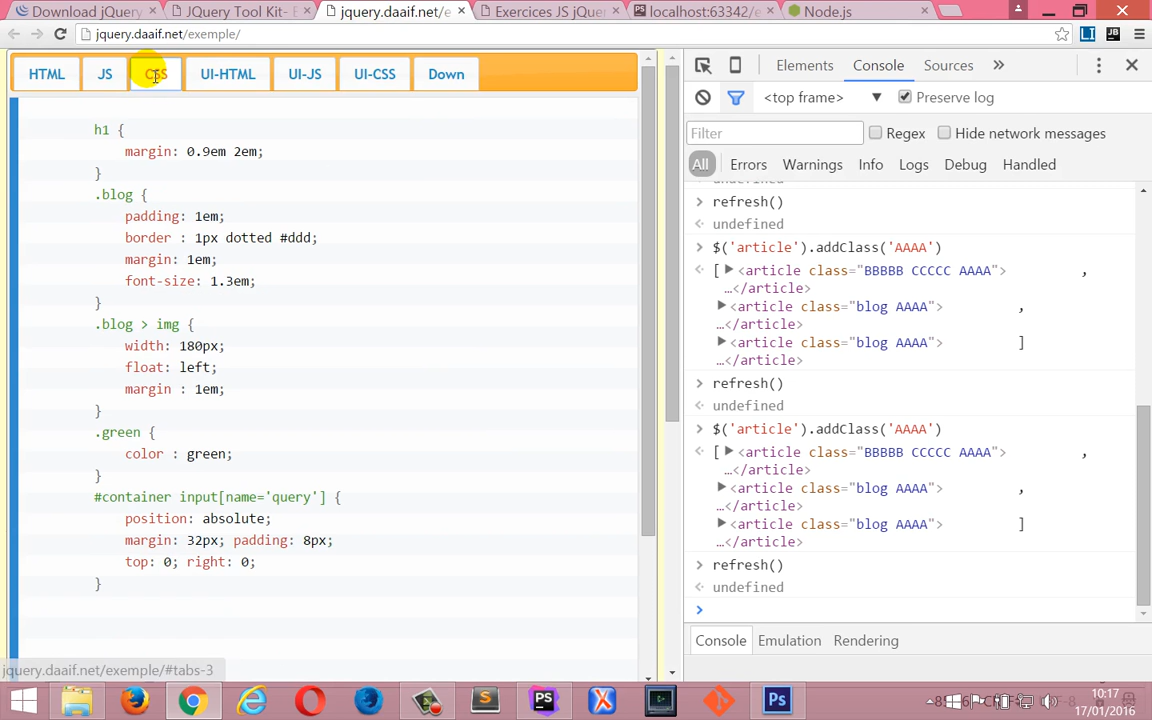 Download jQuery
JQuery Tool Kit- E
jquery.daaif.net/e
Exercices JS jQuer
localhost:63342/e
Node.js
jquery.daaif.net/exemple/
HTML JS CSS UI-HTML UI-JS UI-CSS Down
h1 {
margin: 0.9em 2em;
}
.blog {
padding: 1em;
border : 1px dotted #ddd;
margin: 1em;
font-size: 1.3em;
}
.blog > img {
width: 180px;
float: left;
margin : 1em;
}
.green {
color : green;
}
#container input[name='query'] {
position: absolute;
margin: 32px; padding: 8px;
top: 0; right: 0;
}
jquery.daaif.net/exemple/#tabs-3
Elements Console Sources »
<top frame> ▼ Preserve log
Filter Regex Hide network messages
All Errors Warnings Info Logs Debug Handled
undefined
> refresh()
undefined
> $('article').addClass('AAAA')
[ ▶<article class="BBBBB CCCCC AAAA"> ,
…</article>
▶<article class="blog AAAA"> ,
…</article>
▶<article class="blog AAAA"> ]
…</article>
> refresh()
undefined
> $('article').addClass('AAAA')
[ ▶<article class="BBBBB CCCCC AAAA"> ,
…</article>
▶<article class="blog AAAA"> ,
…</article>
▶<article class="blog AAAA"> ]
…</article>
> refresh()
undefined
>
Console Emulation Rendering
10:17
17/01/2016